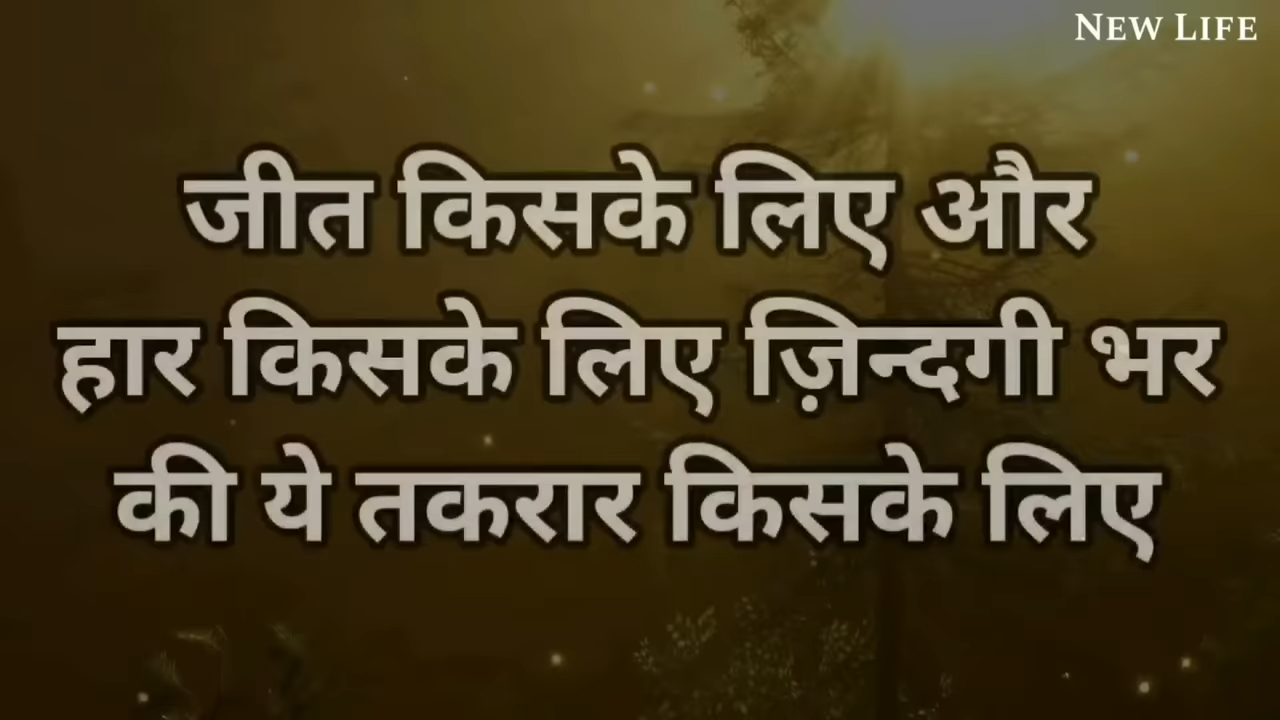 NEW LIFE
जीत किसके लिए और
हार किसके लिए ज़िन्दगी भर
की ये तकरार किसके लिए